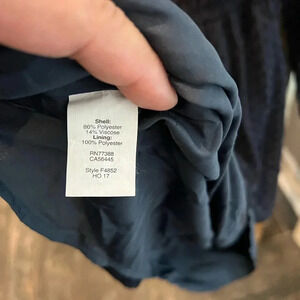 Shell:
86% Polyester
14% Viscose
Lining:
100% Polyester
RN77388
CA56445
Style F4852
HO 17